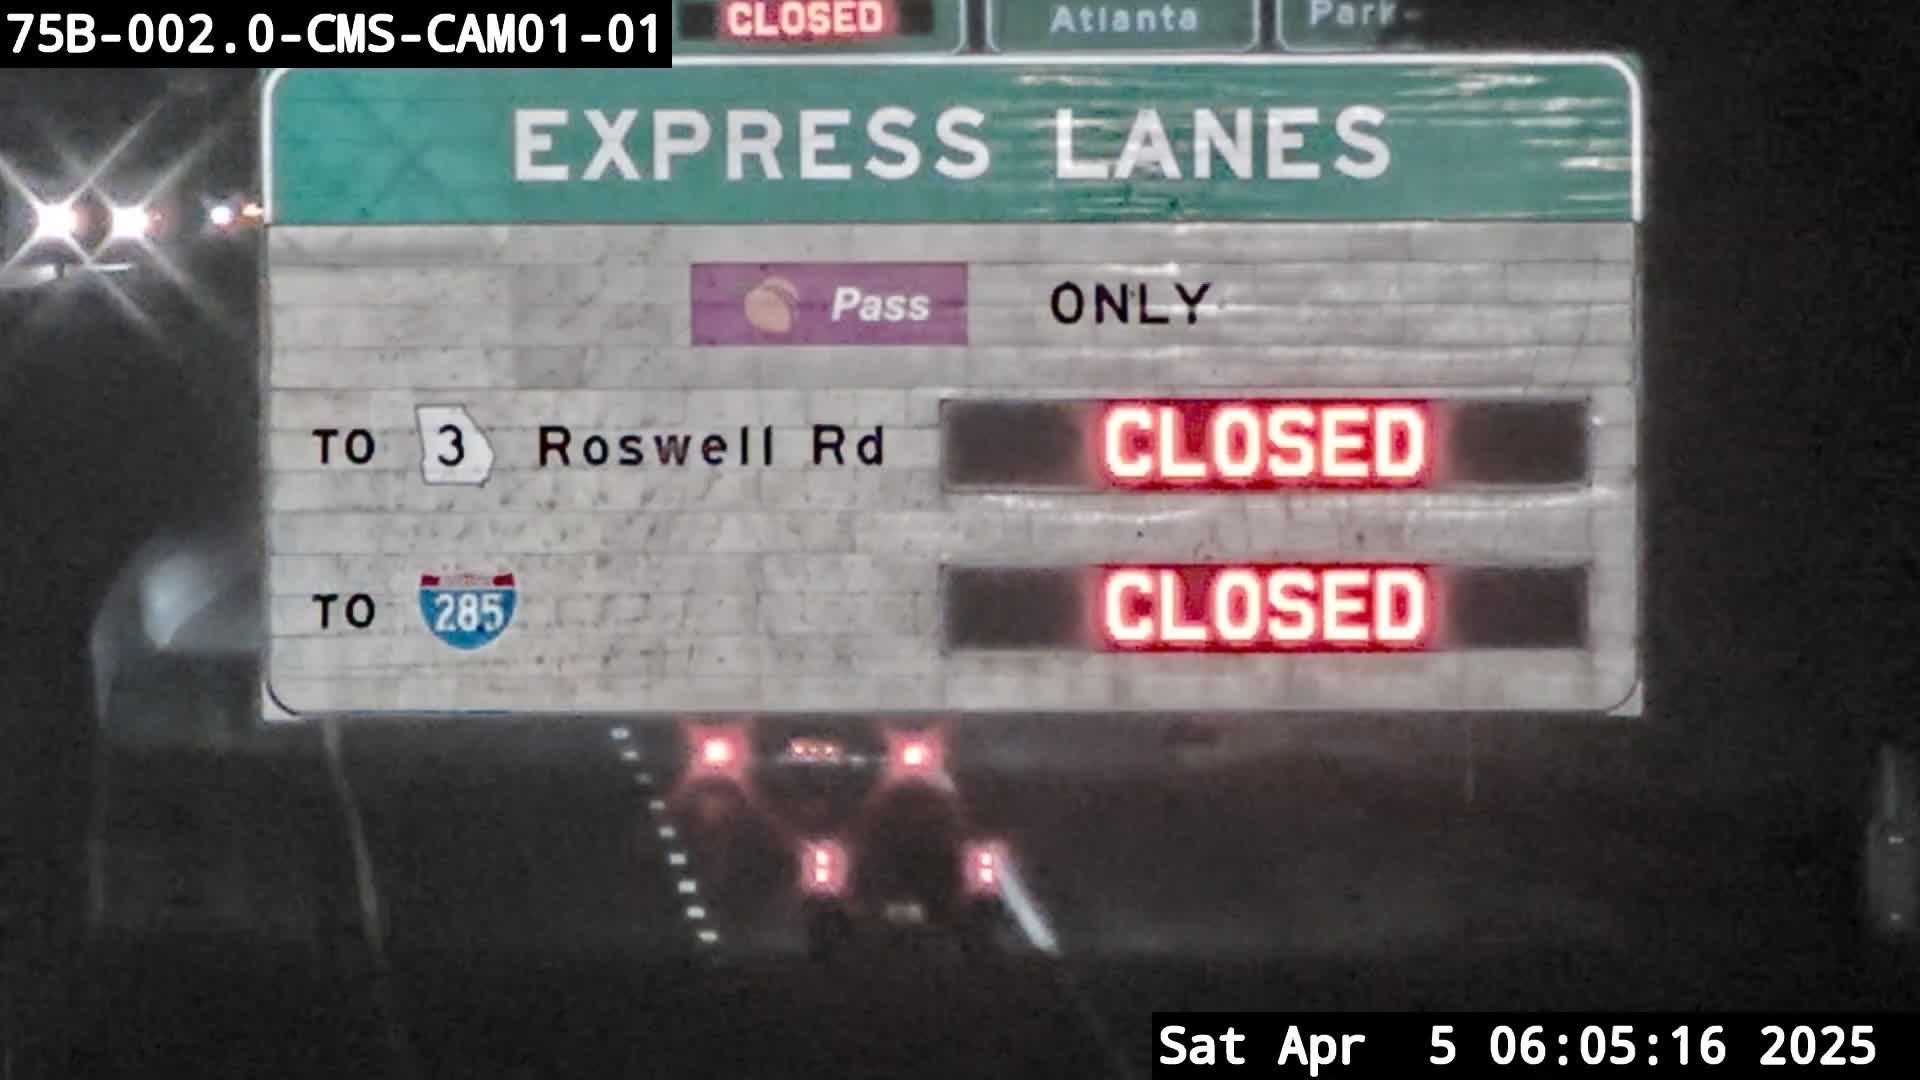 75B-002.0-CMS-CAM01-01
CLOSED
Atlanta
Park
EXPRESS LANES
Pass ONLY
TO 3 Roswell Rd CLOSED
TO 285 CLOSED
Sat Apr 5 06:05:16 2025